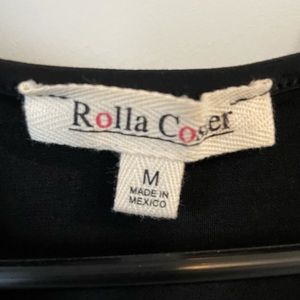 Rolla Coster
M
MADE IN
MEXICO